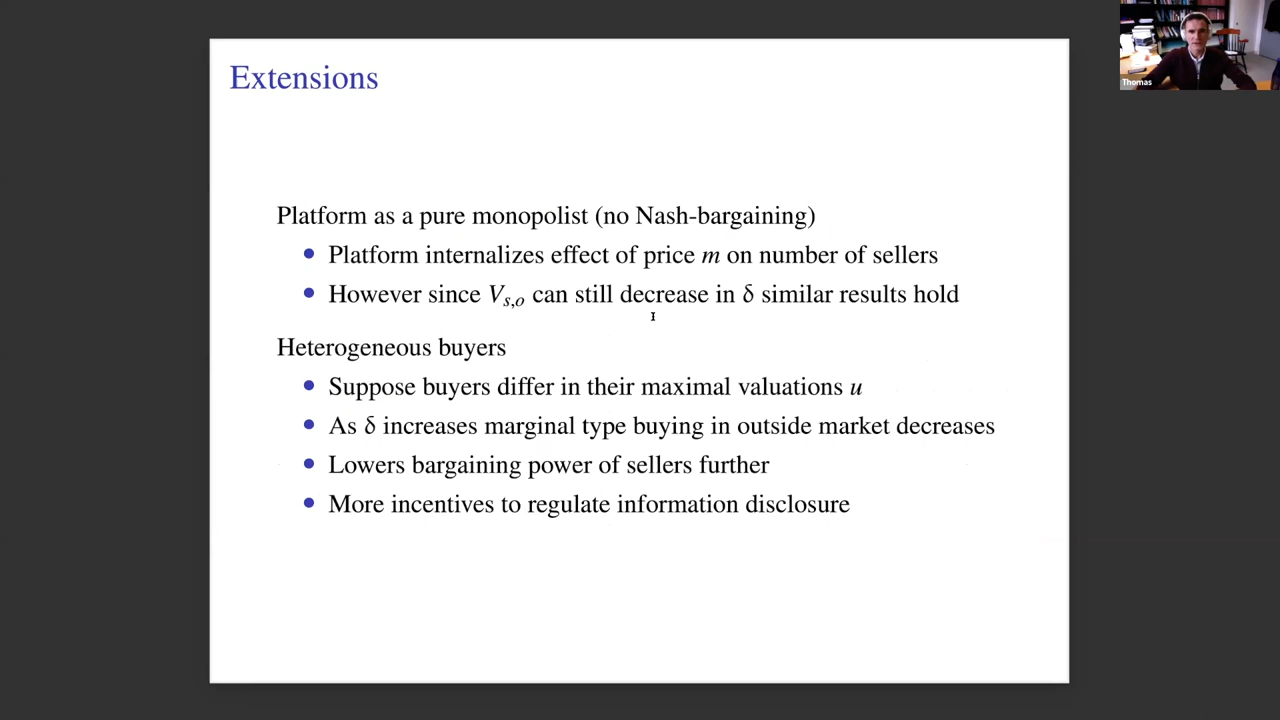 Extensions
Thomas
Platform as a pure monopolist (no Nash-bargaining)
• Platform internalizes effect of price m on number of sellers
• However since V_{s,o} can still decrease in δ similar results hold
Heterogeneous buyers
• Suppose buyers differ in their maximal valuations u
• As δ increases marginal type buying in outside market decreases
• Lowers bargaining power of sellers further
• More incentives to regulate information disclosure